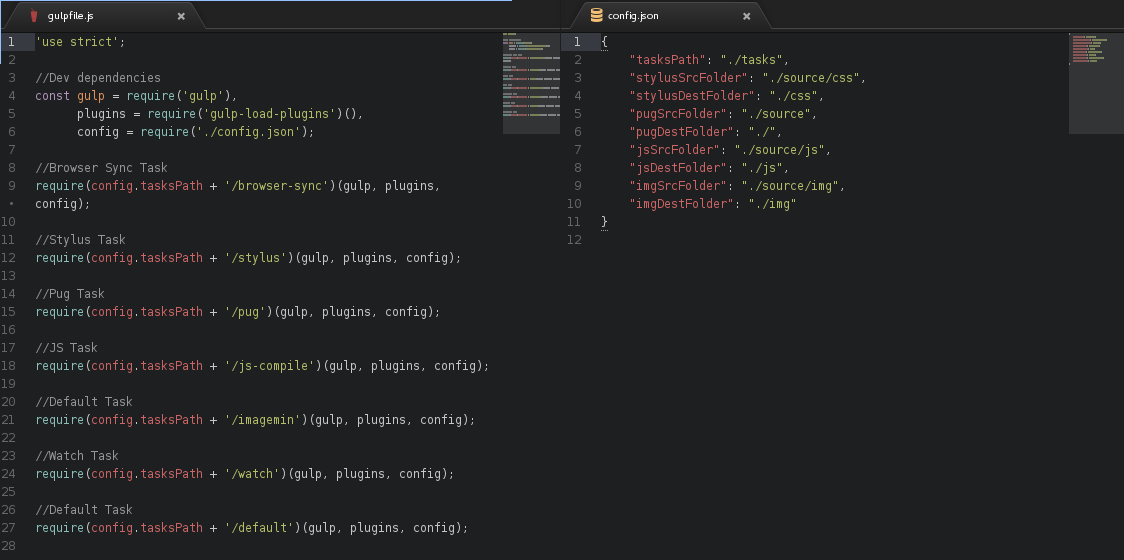 gulpfile.js
1 'use strict';
2
3 //Dev dependencies
4 const gulp = require('gulp'),
5 plugins = require('gulp-load-plugins')(),
6 config = require('./config.json');
7
8 //Browser Sync Task
9 require(config.tasksPath + '/browser-sync')(gulp, plugins,
• config);
10
11 //Stylus Task
12 require(config.tasksPath + '/stylus')(gulp, plugins, config);
13
14 //Pug Task
15 require(config.tasksPath + '/pug')(gulp, plugins, config);
16
17 //JS Task
18 require(config.tasksPath + '/js-compile')(gulp, plugins, config);
19
20 //Default Task
21 require(config.tasksPath + '/imagemin')(gulp, plugins, config);
22
23 //Watch Task
24 require(config.tasksPath + '/watch')(gulp, plugins, config);
25
26 //Default Task
27 require(config.tasksPath + '/default')(gulp, plugins, config);
28
config.json
1 {
2 "tasksPath": "./tasks",
3 "stylusSrcFolder": "./source/css",
4 "stylusDestFolder": "./css",
5 "pugSrcFolder": "./source",
6 "pugDestFolder": "./",
7 "jsSrcFolder": "./source/js",
8 "jsDestFolder": "./js",
9 "imgSrcFolder": "./source/img",
10 "imgDestFolder": "./img"
11 }
12